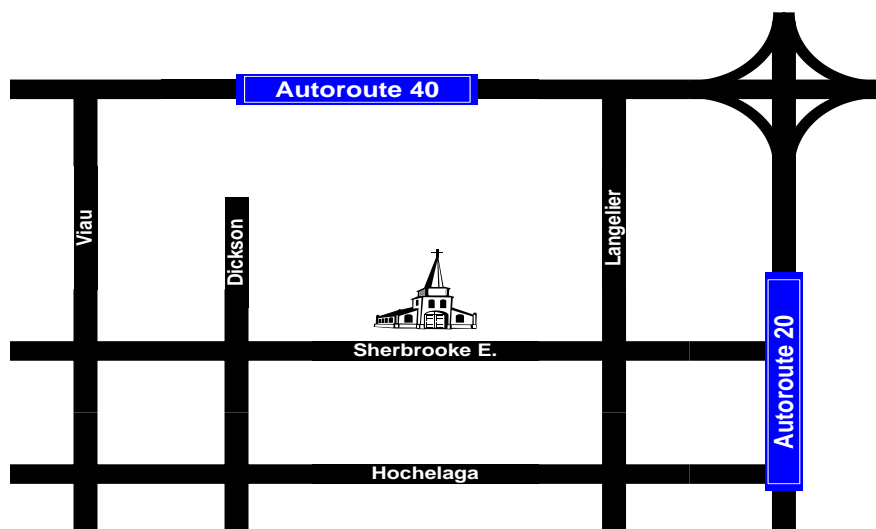 Autoroute 40
Viau
Dickson
Langelier
Autoroute 20
Sherbrooke E.
Hochelaga